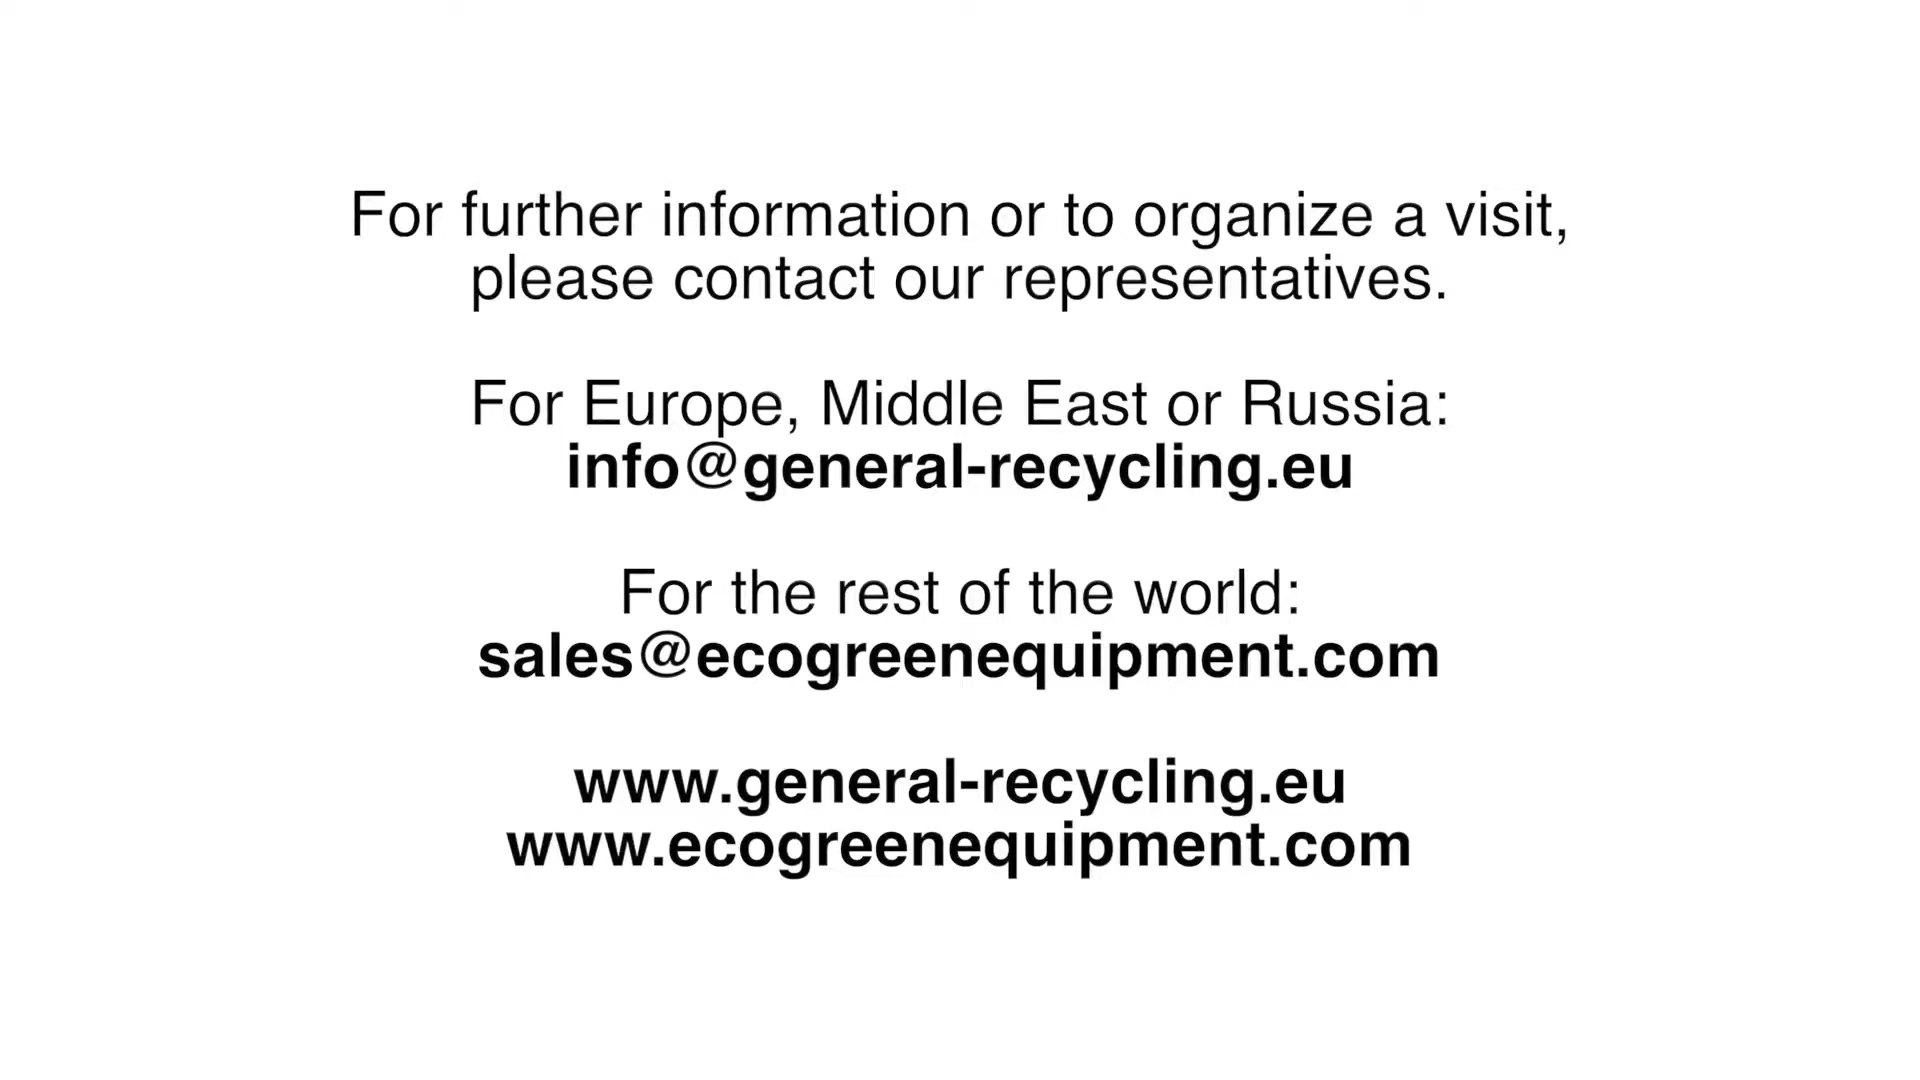 For further information or to organize a visit,
please contact our representatives.
For Europe, Middle East or Russia:
info@general-recycling.eu
For the rest of the world:
sales@ecogreenequipment.com
www.general-recycling.eu
www.ecogreenequipment.com